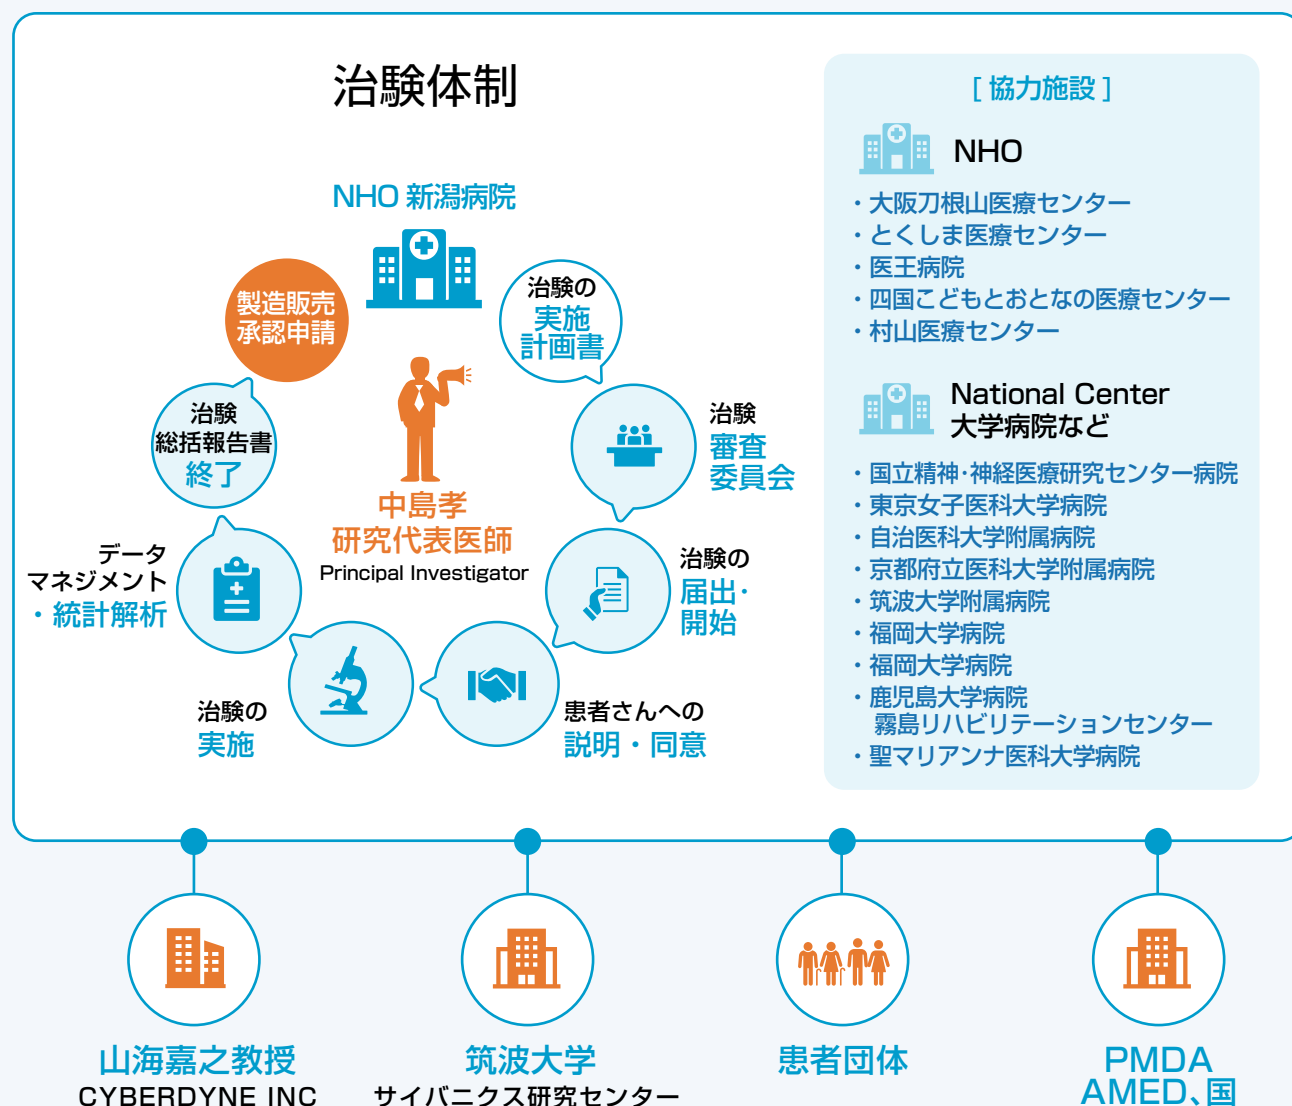 治験体制
NHO 新潟病院
治験の
実施
計画書
治験
審査
委員会
治験の
届出・
開始
患者さんへの
説明・同意
治験の
実施
データ
マネジメント
・統計解析
治験
総括報告書
終了
製造販売
承認申請
中島孝
研究代表医師
Principal Investigator
[ 協力施設 ]
NHO
・大阪刀根山医療センター
・とくしま医療センター
・医王病院
・四国こどもとおとなの医療センター
・村山医療センター
National Center
大学病院など
・国立精神・神経医療研究センター病院
・東京女子医科大学病院
・自治医科大学附属病院
・京都府立医科大学附属病院
・筑波大学附属病院
・福岡大学病院
・福岡大学病院
・鹿児島大学病院
霧島リハビリテーションセンター
・聖マリアンナ医科大学病院
山海嘉之教授
CYBERDYNE INC
筑波大学
サイバニクス研究センター
患者団体
PMDA
AMED、国